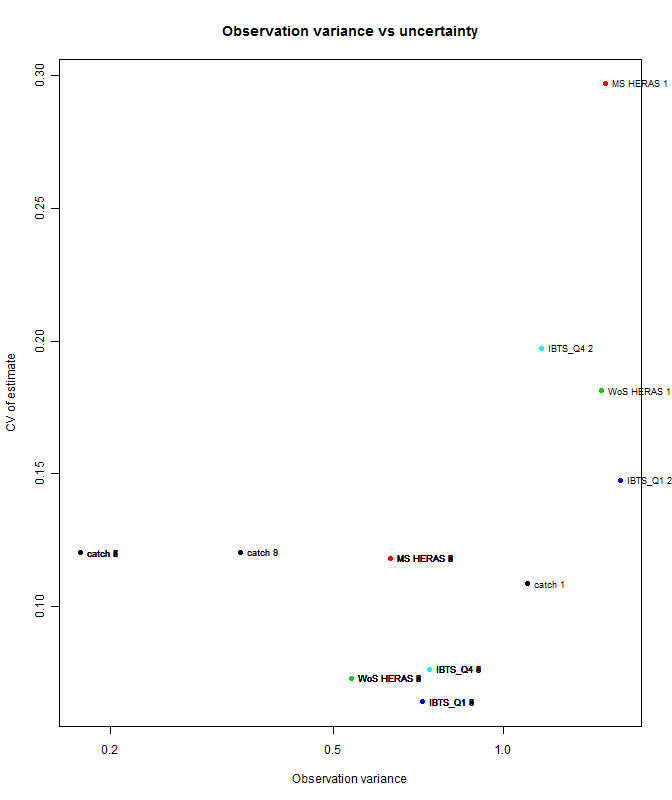 Observation variance vs uncertainty
CV of estimate
0.30
0.25
0.20
0.15
0.10
MS HERAS 1
IBTS_Q4 2
WoS HERAS 1
IBTS_Q1 2
catch
catch
MS HERAS
catch 1
WoS HERAS
IBTS_Q4
IBTS_Q1
0.2
0.5
1.0
Observation variance